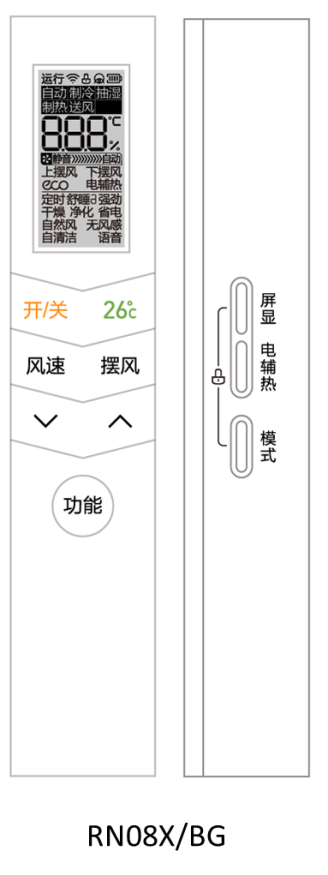 运行
自动 制冷 抽湿
制热 送风
888℃%
静音 自动
上摆风 下摆风
eco 电辅热
定时 舒睡 强劲
干燥 净化 省电
自然风 无风感
自清洁 语音
开/关 26℃
风速 摆风
功能
屏显
电辅热
模式
RN08X/BG